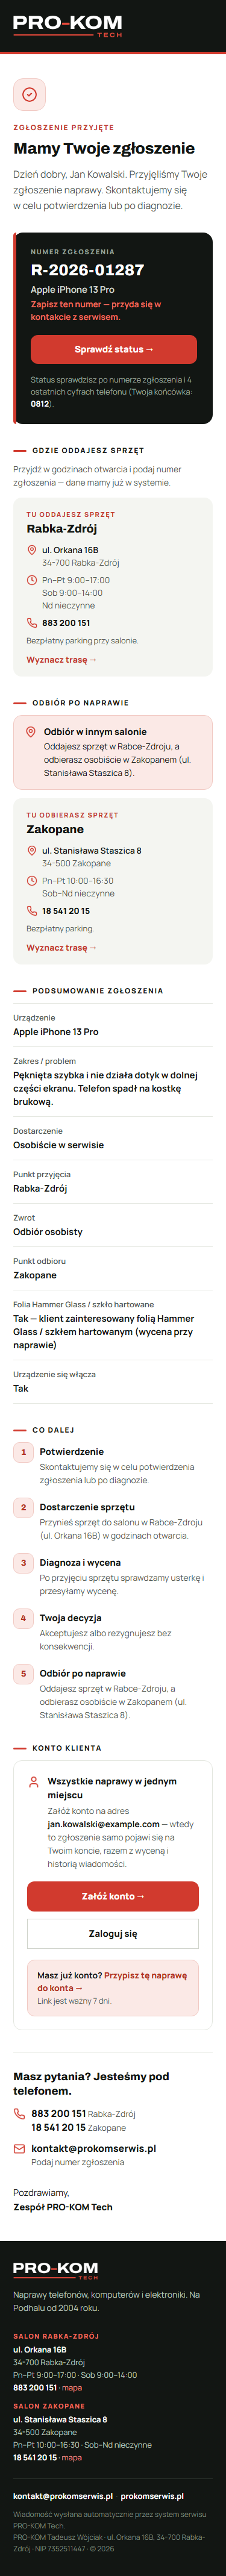 PRO-KOM
TECH
ZGŁOSZENIE PRZYJĘTE
Mamy Twoje zgłoszenie
Dzień dobry, Jan Kowalski. Przyjęliśmy Twoje
zgłoszenie naprawy. Skontaktujemy się
w celu potwierdzenia lub po diagnozie.
NUMER ZGŁOSZENIA
R-2026-01287
Apple iPhone 13 Pro
Zapisz ten numer — przyda się w
kontakcie z serwisem.
Sprawdź status →
Status sprawdzisz po numerze zgłoszenia i 4
ostatnich cyfrach telefonu (Twoja końcówka:
0812).
GDZIE ODDAJESZ SPRZĘT
Przyjdź w godzinach otwarcia i podaj numer
zgłoszenia — dane mamy już w systemie.
TU ODDAJESZ SPRZĘT
Rabka-Zdrój
ul. Orkana 16B
34-700 Rabka-Zdrój
Pn–Pt 9:00–17:00
Sob 9:00–14:00
Nd nieczynne
883 200 151
Bezpłatny parking przy salonie.
Wyznacz trasę →
ODBIÓR PO NAPRAWIE
Odbiór w innym salonie
Oddajesz sprzęt w Rabce-Zdroju, a
odbierasz osobiście w Zakopanem (ul.
Stanisława Staszica 8).
TU ODBIERASZ SPRZĘT
Zakopane
ul. Stanisława Staszica 8
34-500 Zakopane
Pn–Pt 10:00–16:30
Sob–Nd nieczynne
18 541 20 15
Bezpłatny parking.
Wyznacz trasę →
PODSUMOWANIE ZGŁOSZENIA
Urządzenie
Apple iPhone 13 Pro
Zakres / problem
Pęknięta szybka i nie działa dotyk w dolnej
części ekranu. Telefon spadł na kostkę
brukową.
Dostarczenie
Osobiście w serwisie
Punkt przyjęcia
Rabka-Zdrój
Zwrot
Odbiór osobisty
Punkt odbioru
Zakopane
Folia Hammer Glass / szkło hartowane
Tak — klient zainteresowany folią Hammer
Glass / szkłem hartowanym (wycena przy
naprawie)
Urządzenie się włącza
Tak
CO DALEJ
1 Potwierdzenie
Skontaktujemy się w celu potwierdzenia
zgłoszenia lub po diagnozie.
2 Dostarczenie sprzętu
Przynieś sprzęt do salonu w Rabce-Zdroju
(ul. Orkana 16B) w godzinach otwarcia.
3 Diagnoza i wycena
Po przyjęciu sprzętu sprawdzamy usterkę i
przesyłamy wycenę.
4 Twoja decyzja
Akceptujesz albo rezygnujesz bez
konsekwencji.
5 Odbiór po naprawie
Oddajesz sprzęt w Rabce-Zdroju, a
odbierasz osobiście w Zakopanem (ul.
Stanisława Staszica 8).
KONTO KLIENTA
Wszystkie naprawy w jednym
miejscu
Załóż konto na adres
jan.kowalski@example.com — wtedy
to zgłoszenie samo pojawi się na
Twoim koncie, razem z wyceną i
historią wiadomości.
Załóż konto →
Zaloguj się
Masz już konto? Przypisz tę naprawę
do konta →
Link jest ważny 7 dni.
Masz pytania? Jesteśmy pod
telefonem.
883 200 151 Rabka-Zdrój
18 541 20 15 Zakopane
kontakt@prokomserwis.pl
Podaj numer zgłoszenia
Pozdrawiamy,
Zespół PRO-KOM Tech
PRO-KOM
TECH
Naprawy telefonów, komputerów i elektroniki. Na
Podhalu od 2004 roku.
SALON RABKA-ZDRÓJ
ul. Orkana 16B
34-700 Rabka-Zdrój
Pn–Pt 9:00–17:00 · Sob 9:00–14:00
883 200 151 · mapa
SALON ZAKOPANE
ul. Stanisława Staszica 8
34-500 Zakopane
Pn–Pt 10:00–16:30 · Sob–Nd nieczynne
18 541 20 15 · mapa
kontakt@prokomserwis.pl · prokomserwis.pl
Wiadomość wysłana automatycznie przez system serwisu
PRO-KOM Tech.
PRO-KOM Tadeusz Wójciak · ul. Orkana 16B, 34-700 Rabka-
Zdrój · NIP 7352511447 · © 2026